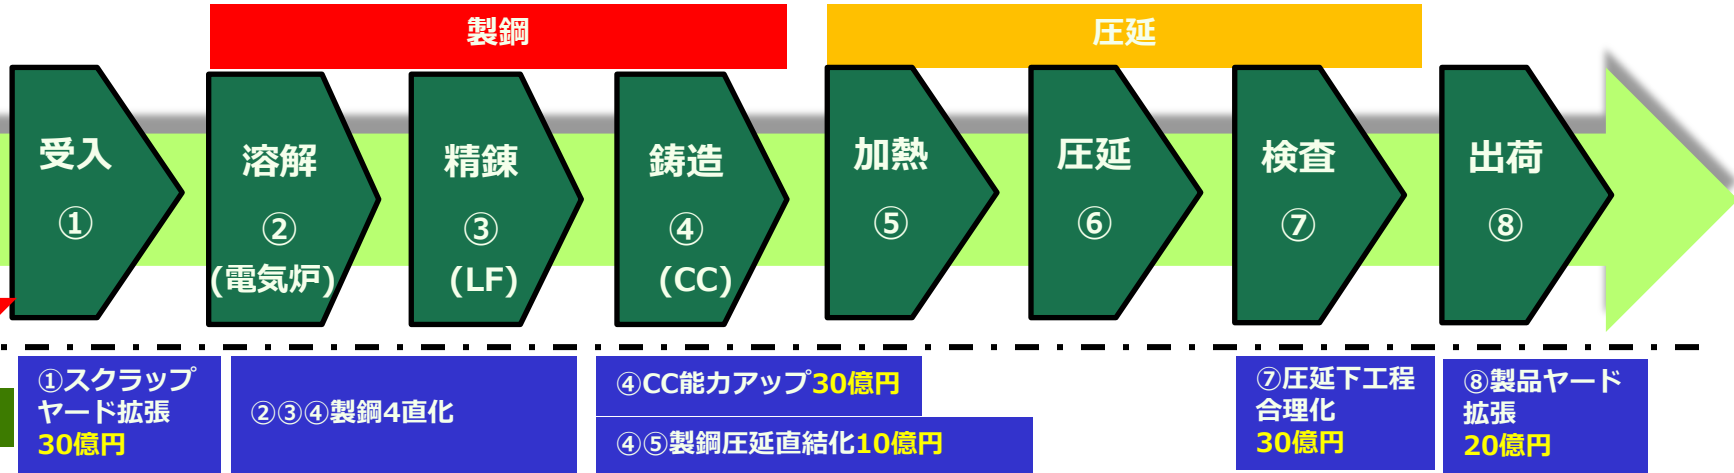 製鋼
圧延
受入
①
溶解
②
(電気炉)
精錬
③
(LF)
鋳造
④
(CC)
加熱
⑤
圧延
⑥
検査
⑦
出荷
⑧
①スクラップ
ヤード拡張
30億円
②③④製鋼4直化
④CC能力アップ30億円
④⑤製鋼圧延直結化10億円
⑦圧延下工程
合理化
30億円
⑧製品ヤード
拡張
20億円